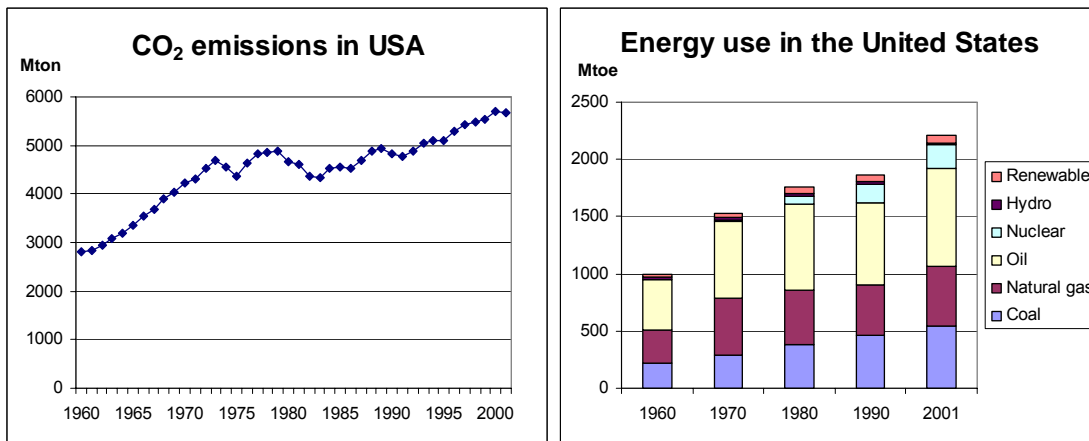 CO₂ emissions in USA
Mton
6000
5000
4000
3000
2000
1000
0
1960 1965 1970 1975 1980 1985 1990 1995 2000
Energy use in the United States
Mtoe
2500
2000
1500
1000
500
0
1960 1970 1980 1990 2001
Renewable
Hydro
Nuclear
Oil
Natural gas
Coal